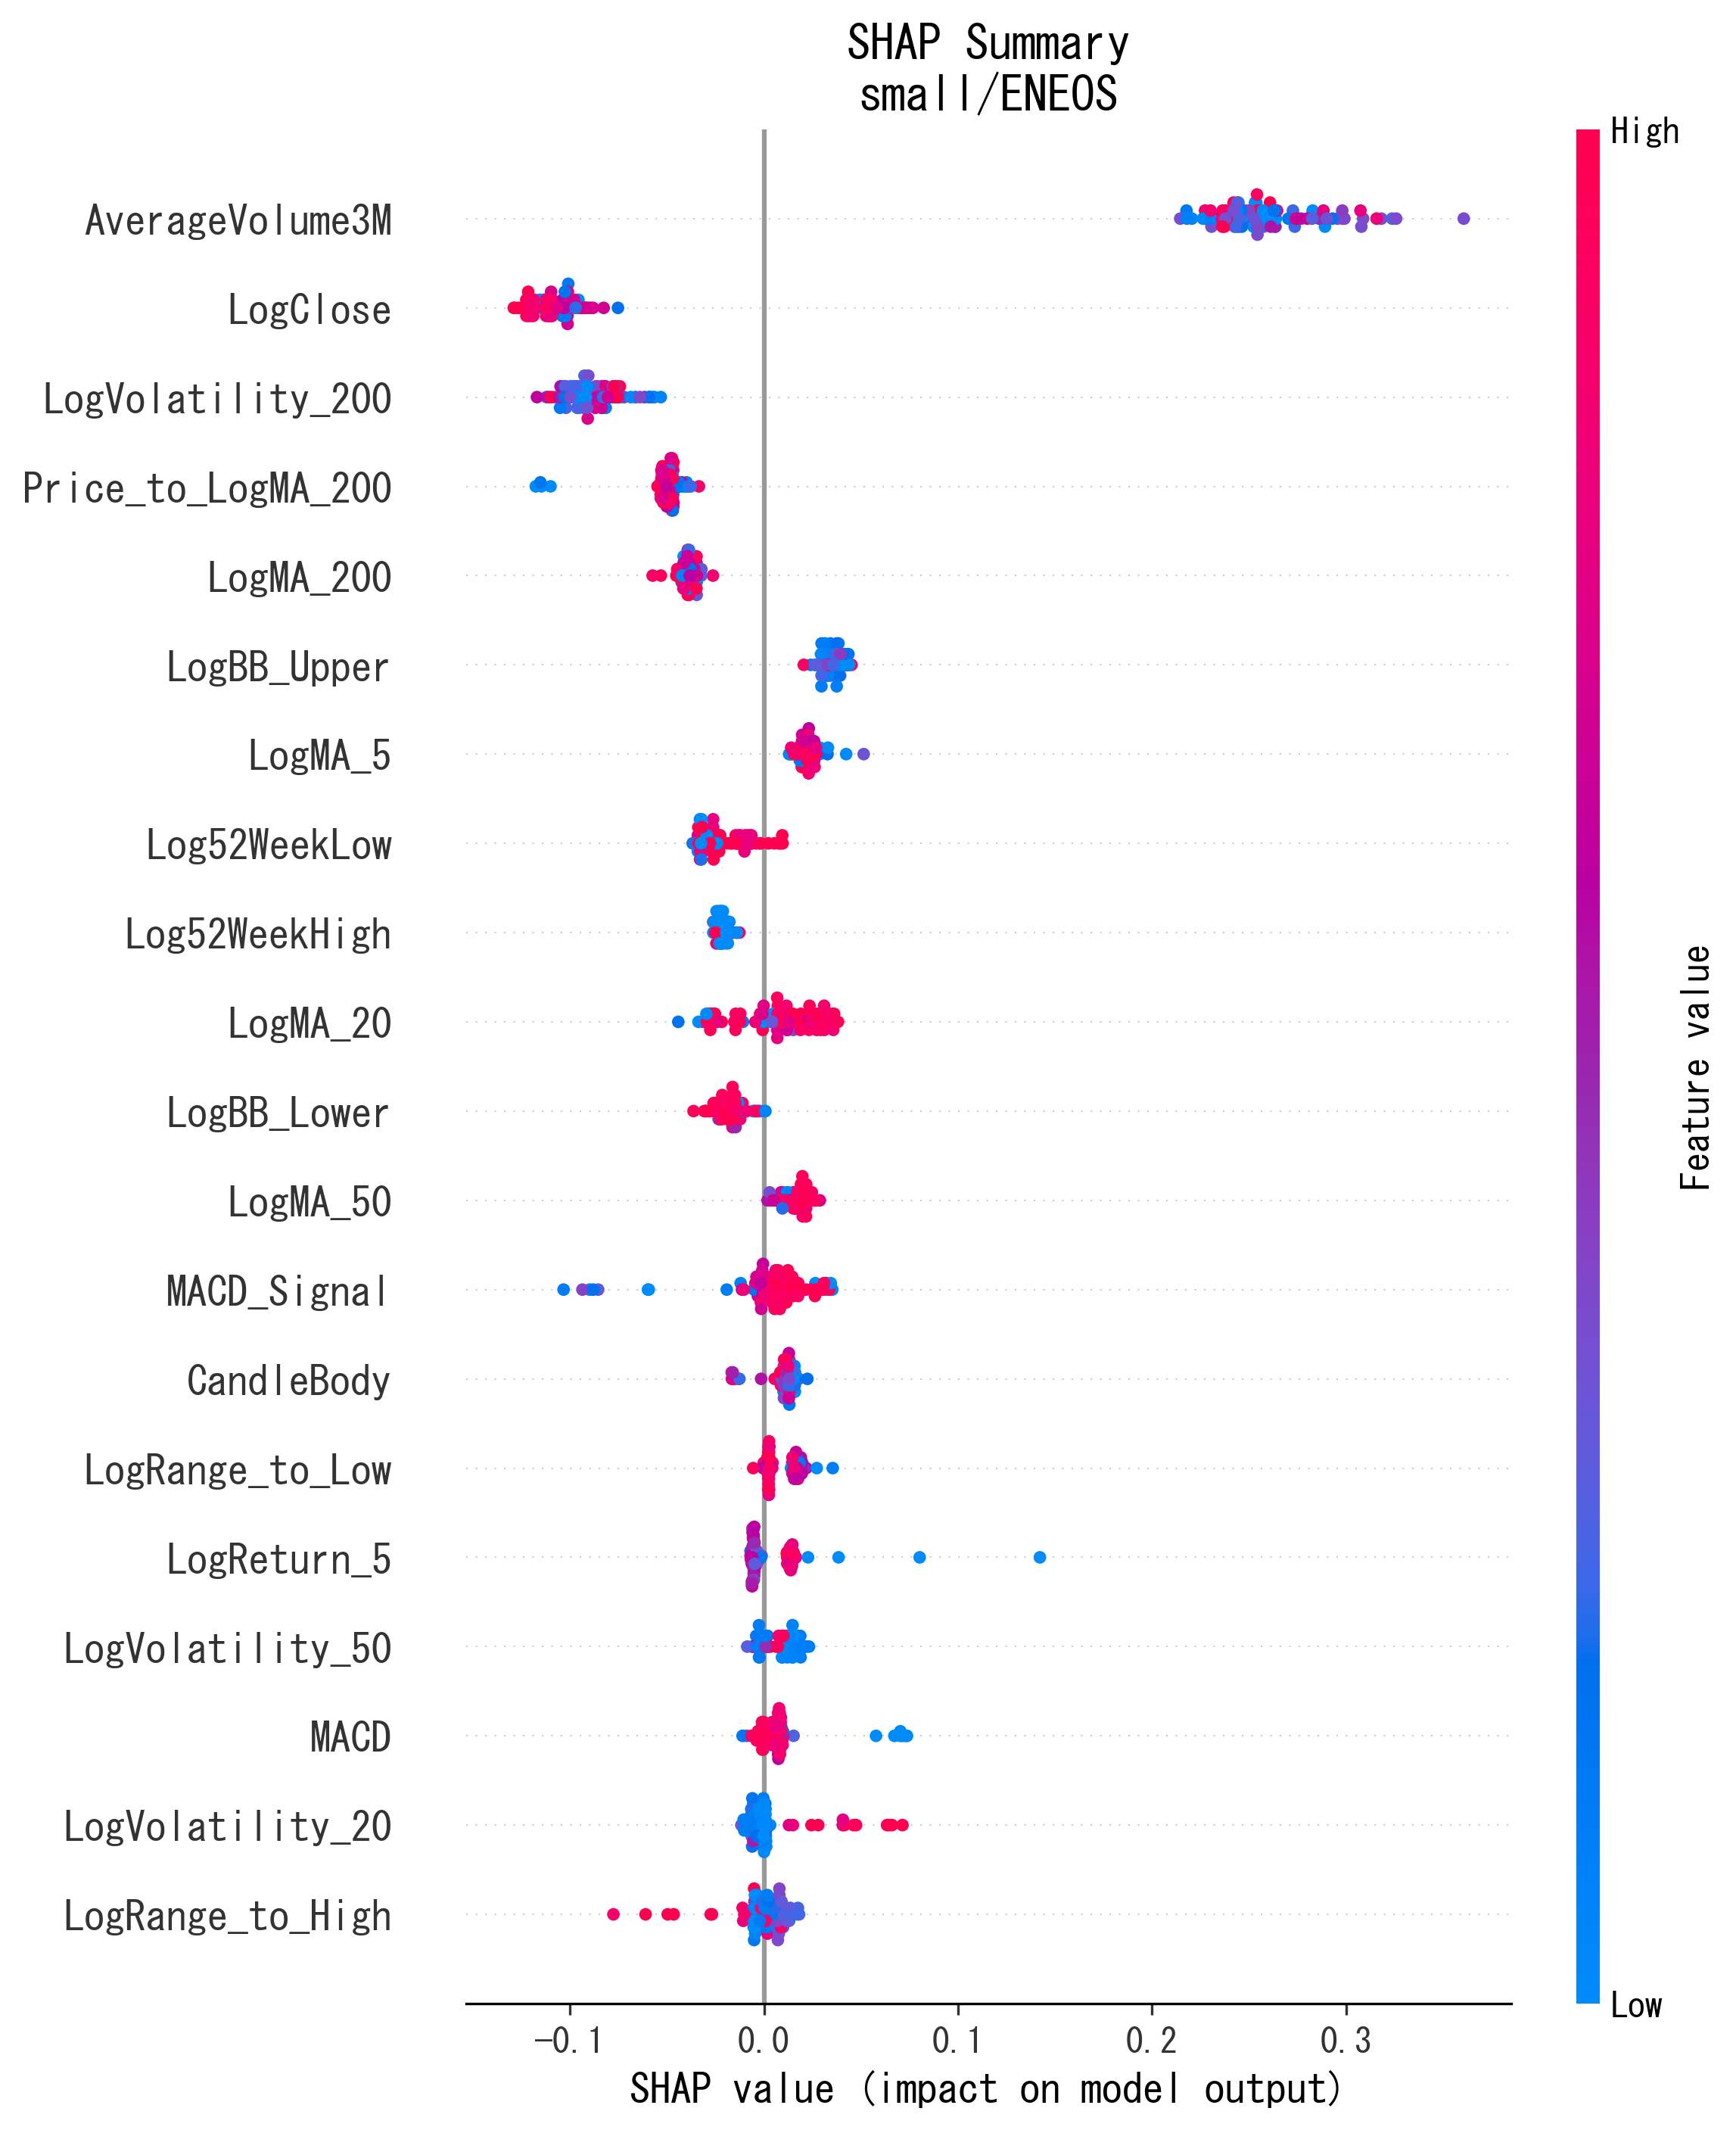 SHAP Summary
small/ENEOS
High
AverageVolume3M
LogClose
LogVolatility_200
Price_to_LogMA_200
LogMA_200
LogBB_Upper
LogMA_5
Log52WeekLow
Log52WeekHigh
LogMA_20
LogBB_Lower
LogMA_50
MACD_Signal
CandleBody
LogRange_to_Low
LogReturn_5
LogVolatility_50
MACD
LogVolatility_20
LogRange_to_High
Feature value
Low
−0.1 0.0 0.1 0.2 0.3
SHAP value (impact on model output)